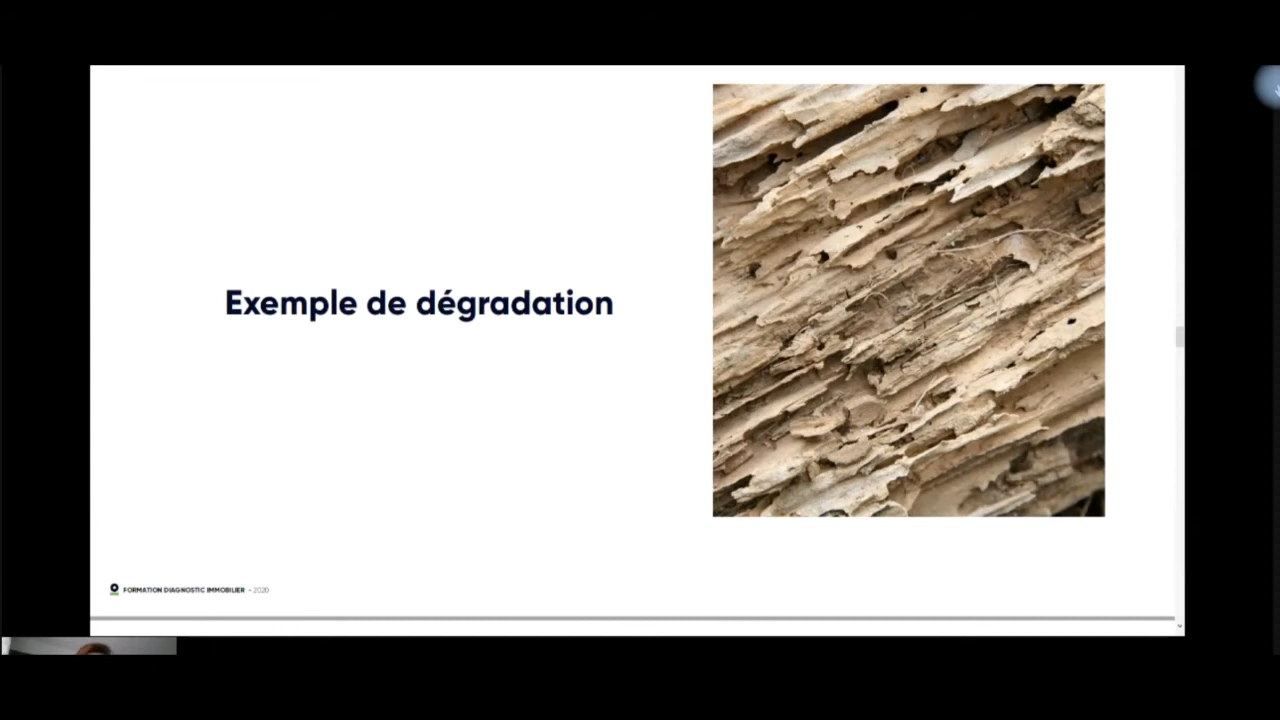 Exemple de dégradation
FORMATION DIAGNOSTIC IMMOBILIER - 2020